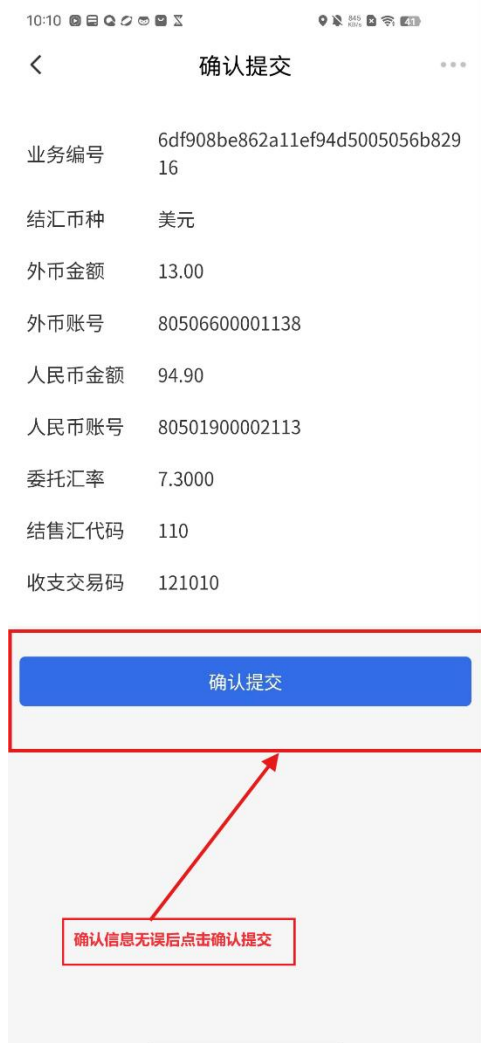 10:10
845
KB/s
41
确认提交
业务编号
6df908be862a11ef94d5005056b829
16
结汇币种 美元
外币金额 13.00
外币账号 80506600001138
人民币金额 94.90
人民币账号 80501900002113
委托汇率 7.3000
结售汇代码 110
收支交易码 121010
确认提交
确认信息无误后点击确认提交